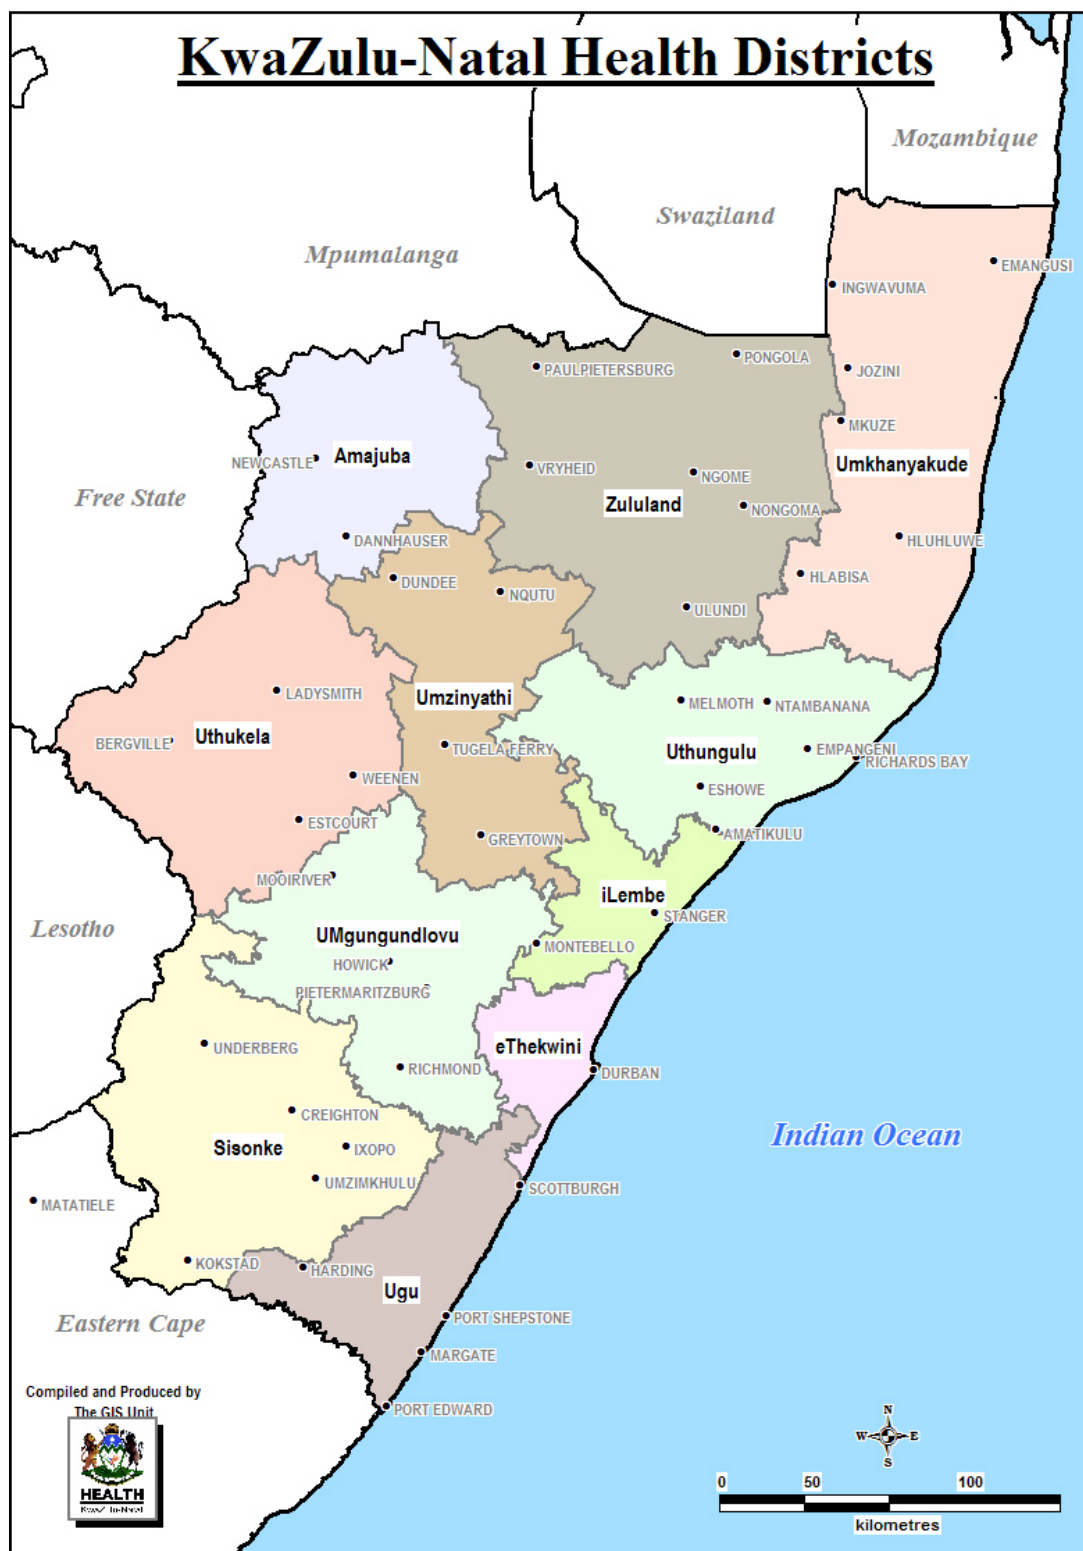 KwaZulu-Natal Health Districts
Mozambique
Swaziland
Mpumalanga
EMANGUSI
INGWAVUMA
PONGOLA
PAULPIETERSBURG
JOZINI
MKUZE
Amajuba
NEWCASTLE
Umkhanyakude
VRYHEID
NGOME
Free State
Zululand
NONGOMA
DANNHAUSER
HLUHLUWE
HLABISA
DUNDEE
NQUTU
ULUNDI
LADYSMITH
Umzinyathi
MELMOTH
NTAMBANANA
Uthukela
BERGVILLE
TUGELA FERRY
Uthungulu
EMPANGENI
RICHARDS BAY
WEENEN
ESHOWE
ESTCOURT
GREYTOWN
AMATIKULU
MOOIRIVER
iLembe
STANGER
Lesotho
UMgungundlovu
MONTEBELLO
HOWICK
PIETERMARITZBURG
UNDERBERG
eThekwini
RICHMOND
DURBAN
CREIGHTON
Indian Ocean
Sisonke
IXOPO
UMZIMKHULU
SCOTTBURGH
MATATIELE
KOKSTAD
HARDING
Ugu
Eastern Cape
PORT SHEPSTONE
MARGATE
Compiled and Produced by
The GIS Unit
PORT EDWARD
HEALTH
KwaZulu-Natal
N
W E
S
0 50 100
kilometres